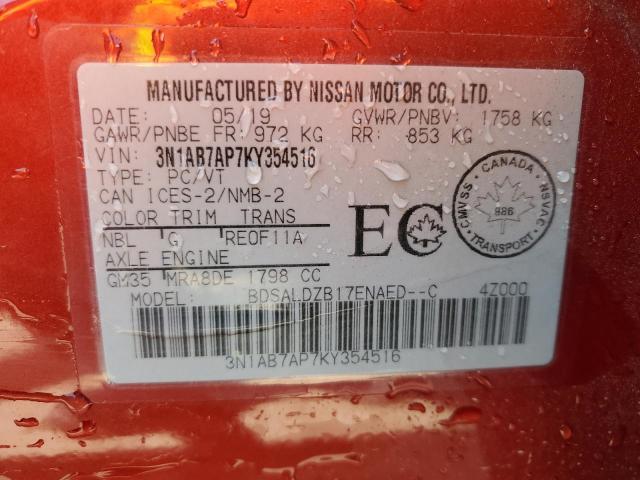 MANUFACTURED BY NISSAN MOTOR CO., LTD.
DATE: 05/19 GVWR/PNBV: 1758 KG
GAWR/PNBE FR: 972 KG RR: 853 KG
VIN: 3N1AB7AP7KY354516
TYPE: PC/VT
CAN ICES-2/NMB-2
COLOR TRIM TRANS
NBL G RE0F11A
AXLE ENGINE
GM35 MRA8DE 1798 CC
MODEL: BDSALDZB17ENAED--C 4Z000
3N1AB7AP7KY354516
EC
CMVSS · CANADA · NSVAC · TRANSPORT ·
986